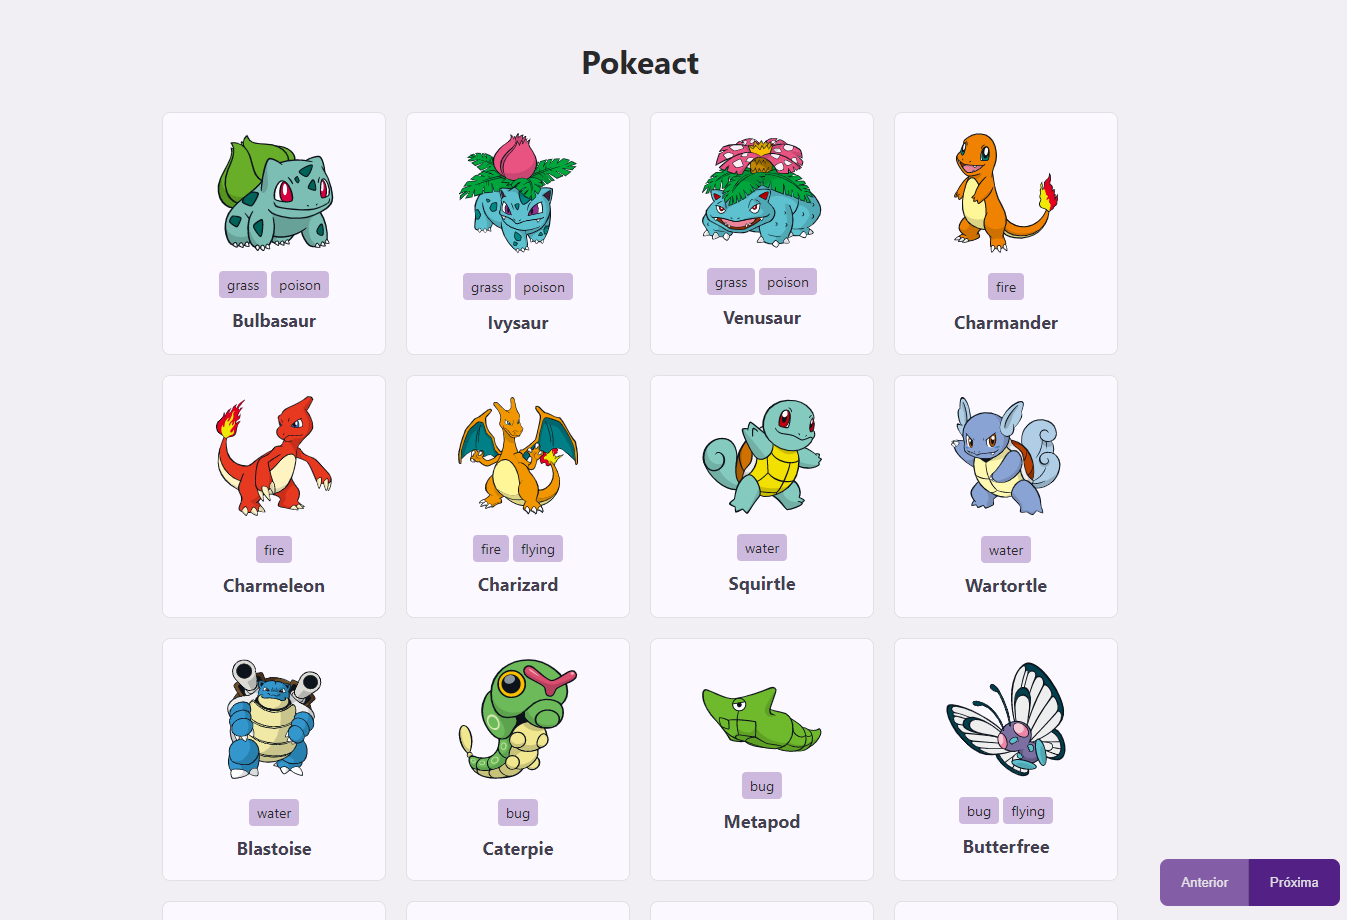 Pokeact
grass poison
Bulbasaur
grass poison
Ivysaur
grass poison
Venusaur
fire
Charmander
fire
Charmeleon
fire flying
Charizard
water
Squirtle
water
Wartortle
water
Blastoise
bug
Caterpie
bug
Metapod
bug flying
Butterfree
Anterior Próxima